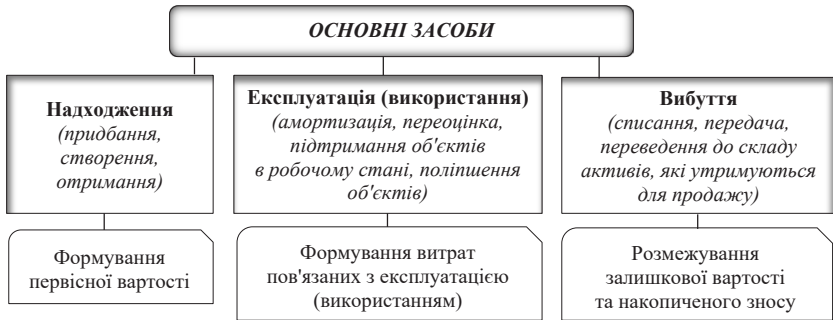 ОСНОВНІ ЗАСОБИ
Надходження
(придбання,
створення,
отримання)
Експлуатація (використання)
(амортизація, переоцінка,
підтримання об'єктів
в робочому стані, поліпшення
об'єктів)
Вибуття
(списання, передача,
переведення до складу
активів, які утримуються
для продажу)
Формування
первісної вартості
Формування витрат
пов'язаних з експлуатацією
(використанням)
Розмежування
залишкової вартості
та накопиченого зносу